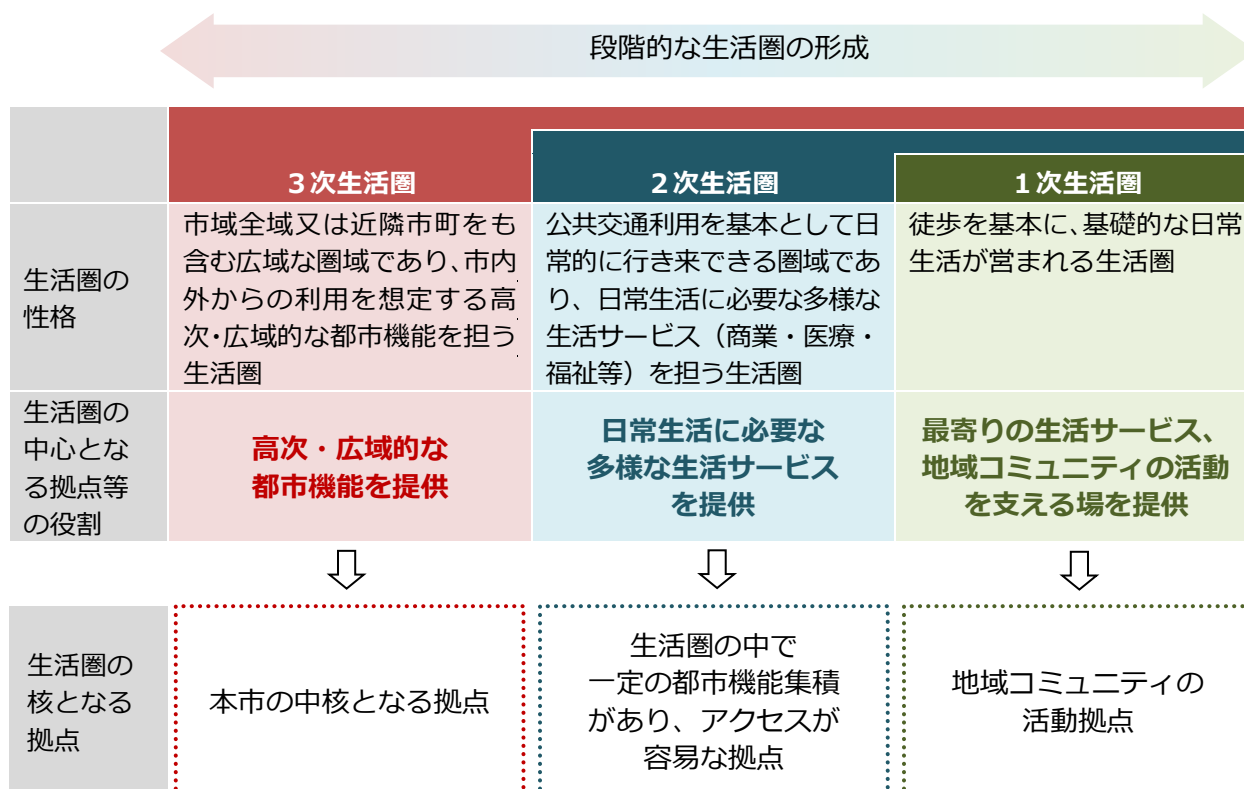 段階的な生活圏の形成
３次生活圏
２次生活圏
１次生活圏
生活圏の
性格
市域全域又は近隣市町をも
含む広域な圏域であり、市内
外からの利用を想定する高
次・広域的な都市機能を担う
生活圏
公共交通利用を基本として日
常的に行き来できる圏域であ
り、日常生活に必要な多様な
生活サービス（商業・医療・
福祉等）を担う生活圏
徒歩を基本に、基礎的な日常
生活が営まれる生活圏
生活圏の
中心とな
る拠点等
の役割
高次・広域的な
都市機能を提供
日常生活に必要な
多様な生活サービス
を提供
最寄りの生活サービス、
地域コミュニティの活動
を支える場を提供
生活圏の
核となる
拠点
本市の中核となる拠点
生活圏の中で
一定の都市機能集積
があり、アクセスが
容易な拠点
地域コミュニティの
活動拠点